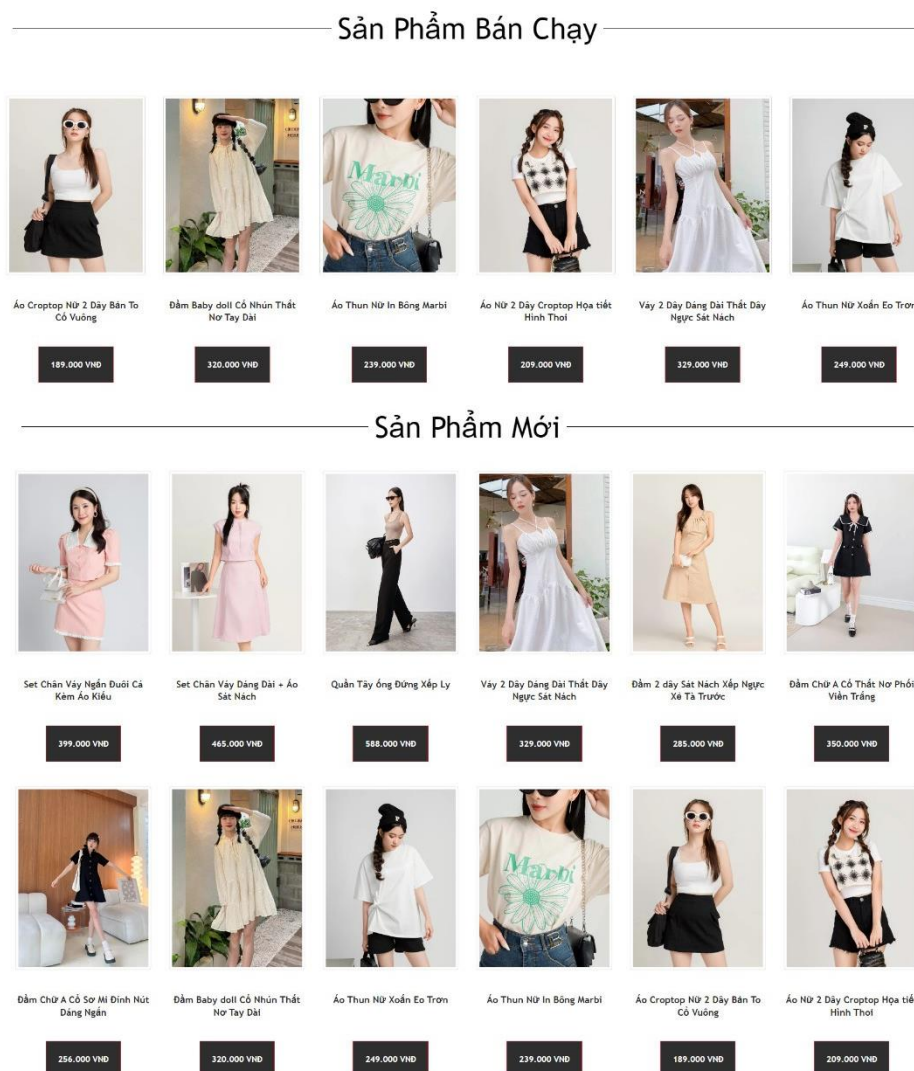 Sản Phẩm Bán Chạy
Marbi
Áo Croptop Nữ 2 Dây Bản To
Cổ Vuông
Đầm Baby doll Cổ Nhún Thắt
Nơ Tay Dài
Áo Thun Nữ In Bông Marbi
Áo Nữ 2 Dây Croptop Họa tiết
Hình Thoi
Váy 2 Dây Dáng Dài Thắt Dây
Ngực Sát Nách
Áo Thun Nữ Xoắn Eo Trơn
189.000 VNĐ
320.000 VNĐ
239.000 VNĐ
209.000 VNĐ
329.000 VNĐ
249.000 VNĐ
Sản Phẩm Mới
Set Chân Váy Ngắn Đuôi Cá
Kèm Áo Kiểu
Set Chân Váy Dáng Dài + Áo
Sát Nách
Quần Tây ống Đứng Xếp Ly
Váy 2 Dây Dáng Dài Thắt Dây
Ngực Sát Nách
Đầm 2 dây Sát Nách Xếp Ngực
Xẻ Tà Trước
Đầm Chữ A Cổ Thắt Nơ Phối
Viền Trắng
399.000 VNĐ
465.000 VNĐ
588.000 VNĐ
329.000 VNĐ
285.000 VNĐ
350.000 VNĐ
Marbi
Đầm Chữ A Cổ Sơ Mi Đính Nút
Dáng Ngắn
Đầm Baby doll Cổ Nhún Thắt
Nơ Tay Dài
Áo Thun Nữ Xoắn Eo Trơn
Áo Thun Nữ In Bông Marbi
Áo Croptop Nữ 2 Dây Bản To
Cổ Vuông
Áo Nữ 2 Dây Croptop Họa tiế
Hình Thoi
256.000 VNĐ
320.000 VNĐ
249.000 VNĐ
239.000 VNĐ
189.000 VNĐ
209.000 VNĐ